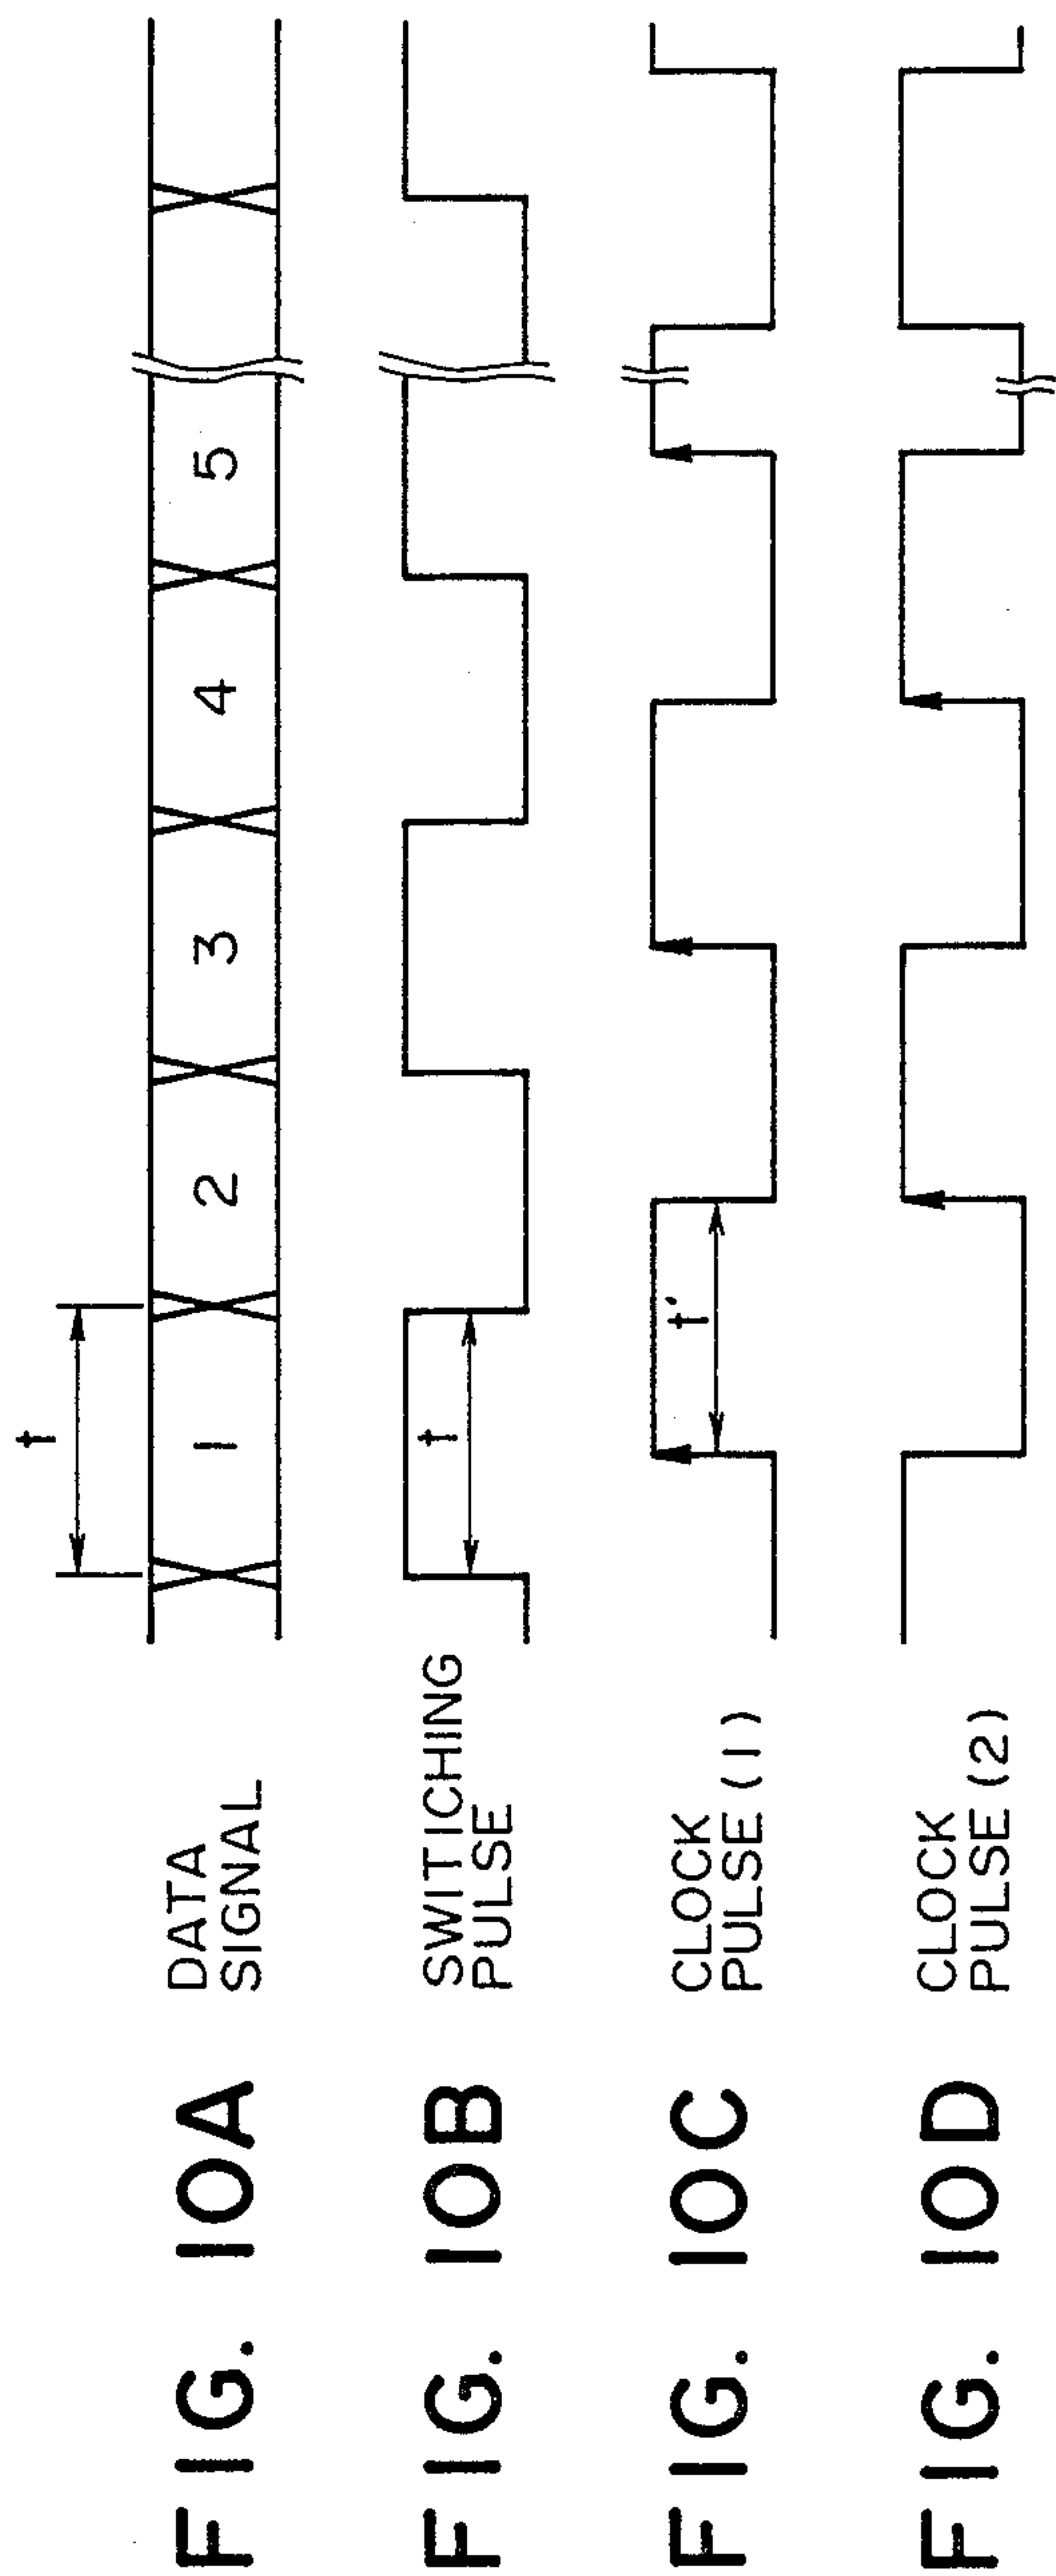 FIG. 10A
DATA
SIGNAL
t
1 2 3 4 5
FIG. 10B
SWITICHING
PULSE
t
FIG. 10C
CLOCK
PULSE (1)
t'
FIG. 10D
CLOCK
PULSE (2)